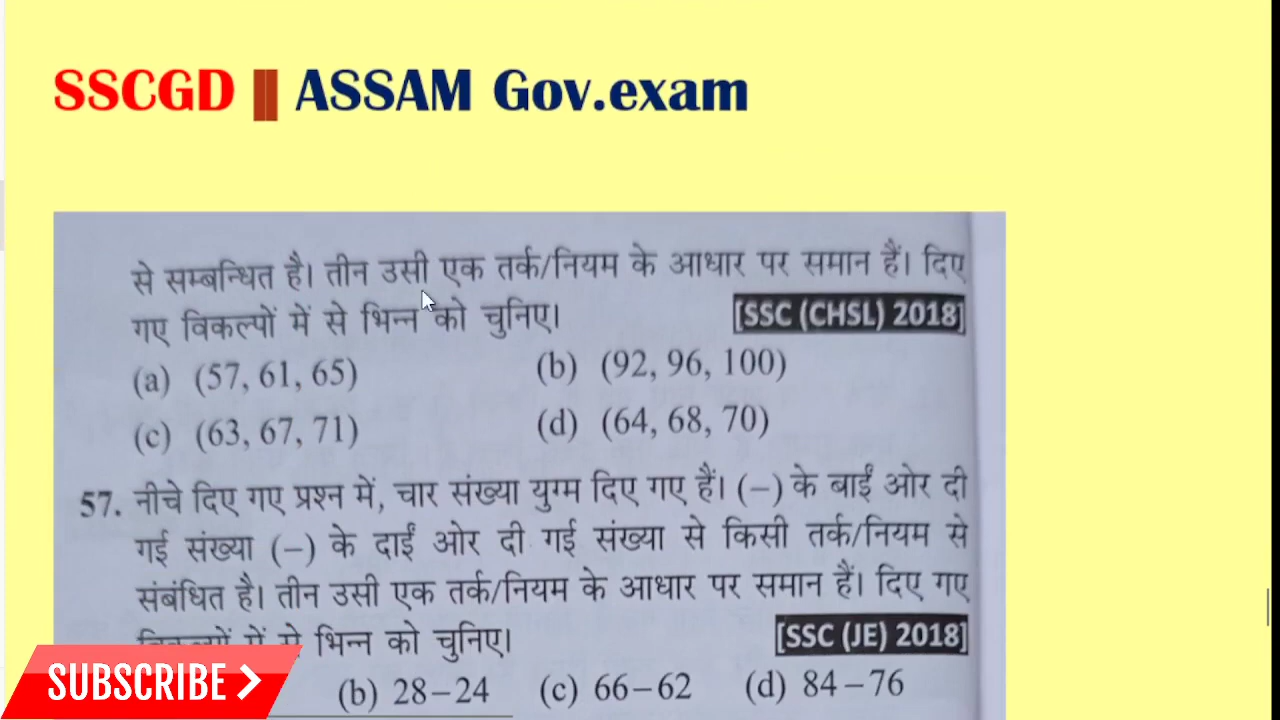 SSCGD || ASSAM Gov.exam
से सम्बन्धित है। तीन उसी एक तर्क/नियम के आधार पर समान हैं। दिए
गए विकल्पों में से भिन्न को चुनिए। [SSC (CHSL) 2018]
(a) (57, 61, 65) (b) (92, 96, 100)
(c) (63, 67, 71) (d) (64, 68, 70)
57. नीचे दिए गए प्रश्न में, चार संख्या युग्म दिए गए हैं। (–) के बाईं ओर दी
गई संख्या (–) के दाईं ओर दी गई संख्या से किसी तर्क/नियम से
संबंधित है। तीन उसी एक तर्क/नियम के आधार पर समान हैं। दिए गए
विकल्पों में से भिन्न को चुनिए। [SSC (JE) 2018]
SUBSCRIBE (b) 28–24 (c) 66–62 (d) 84–76